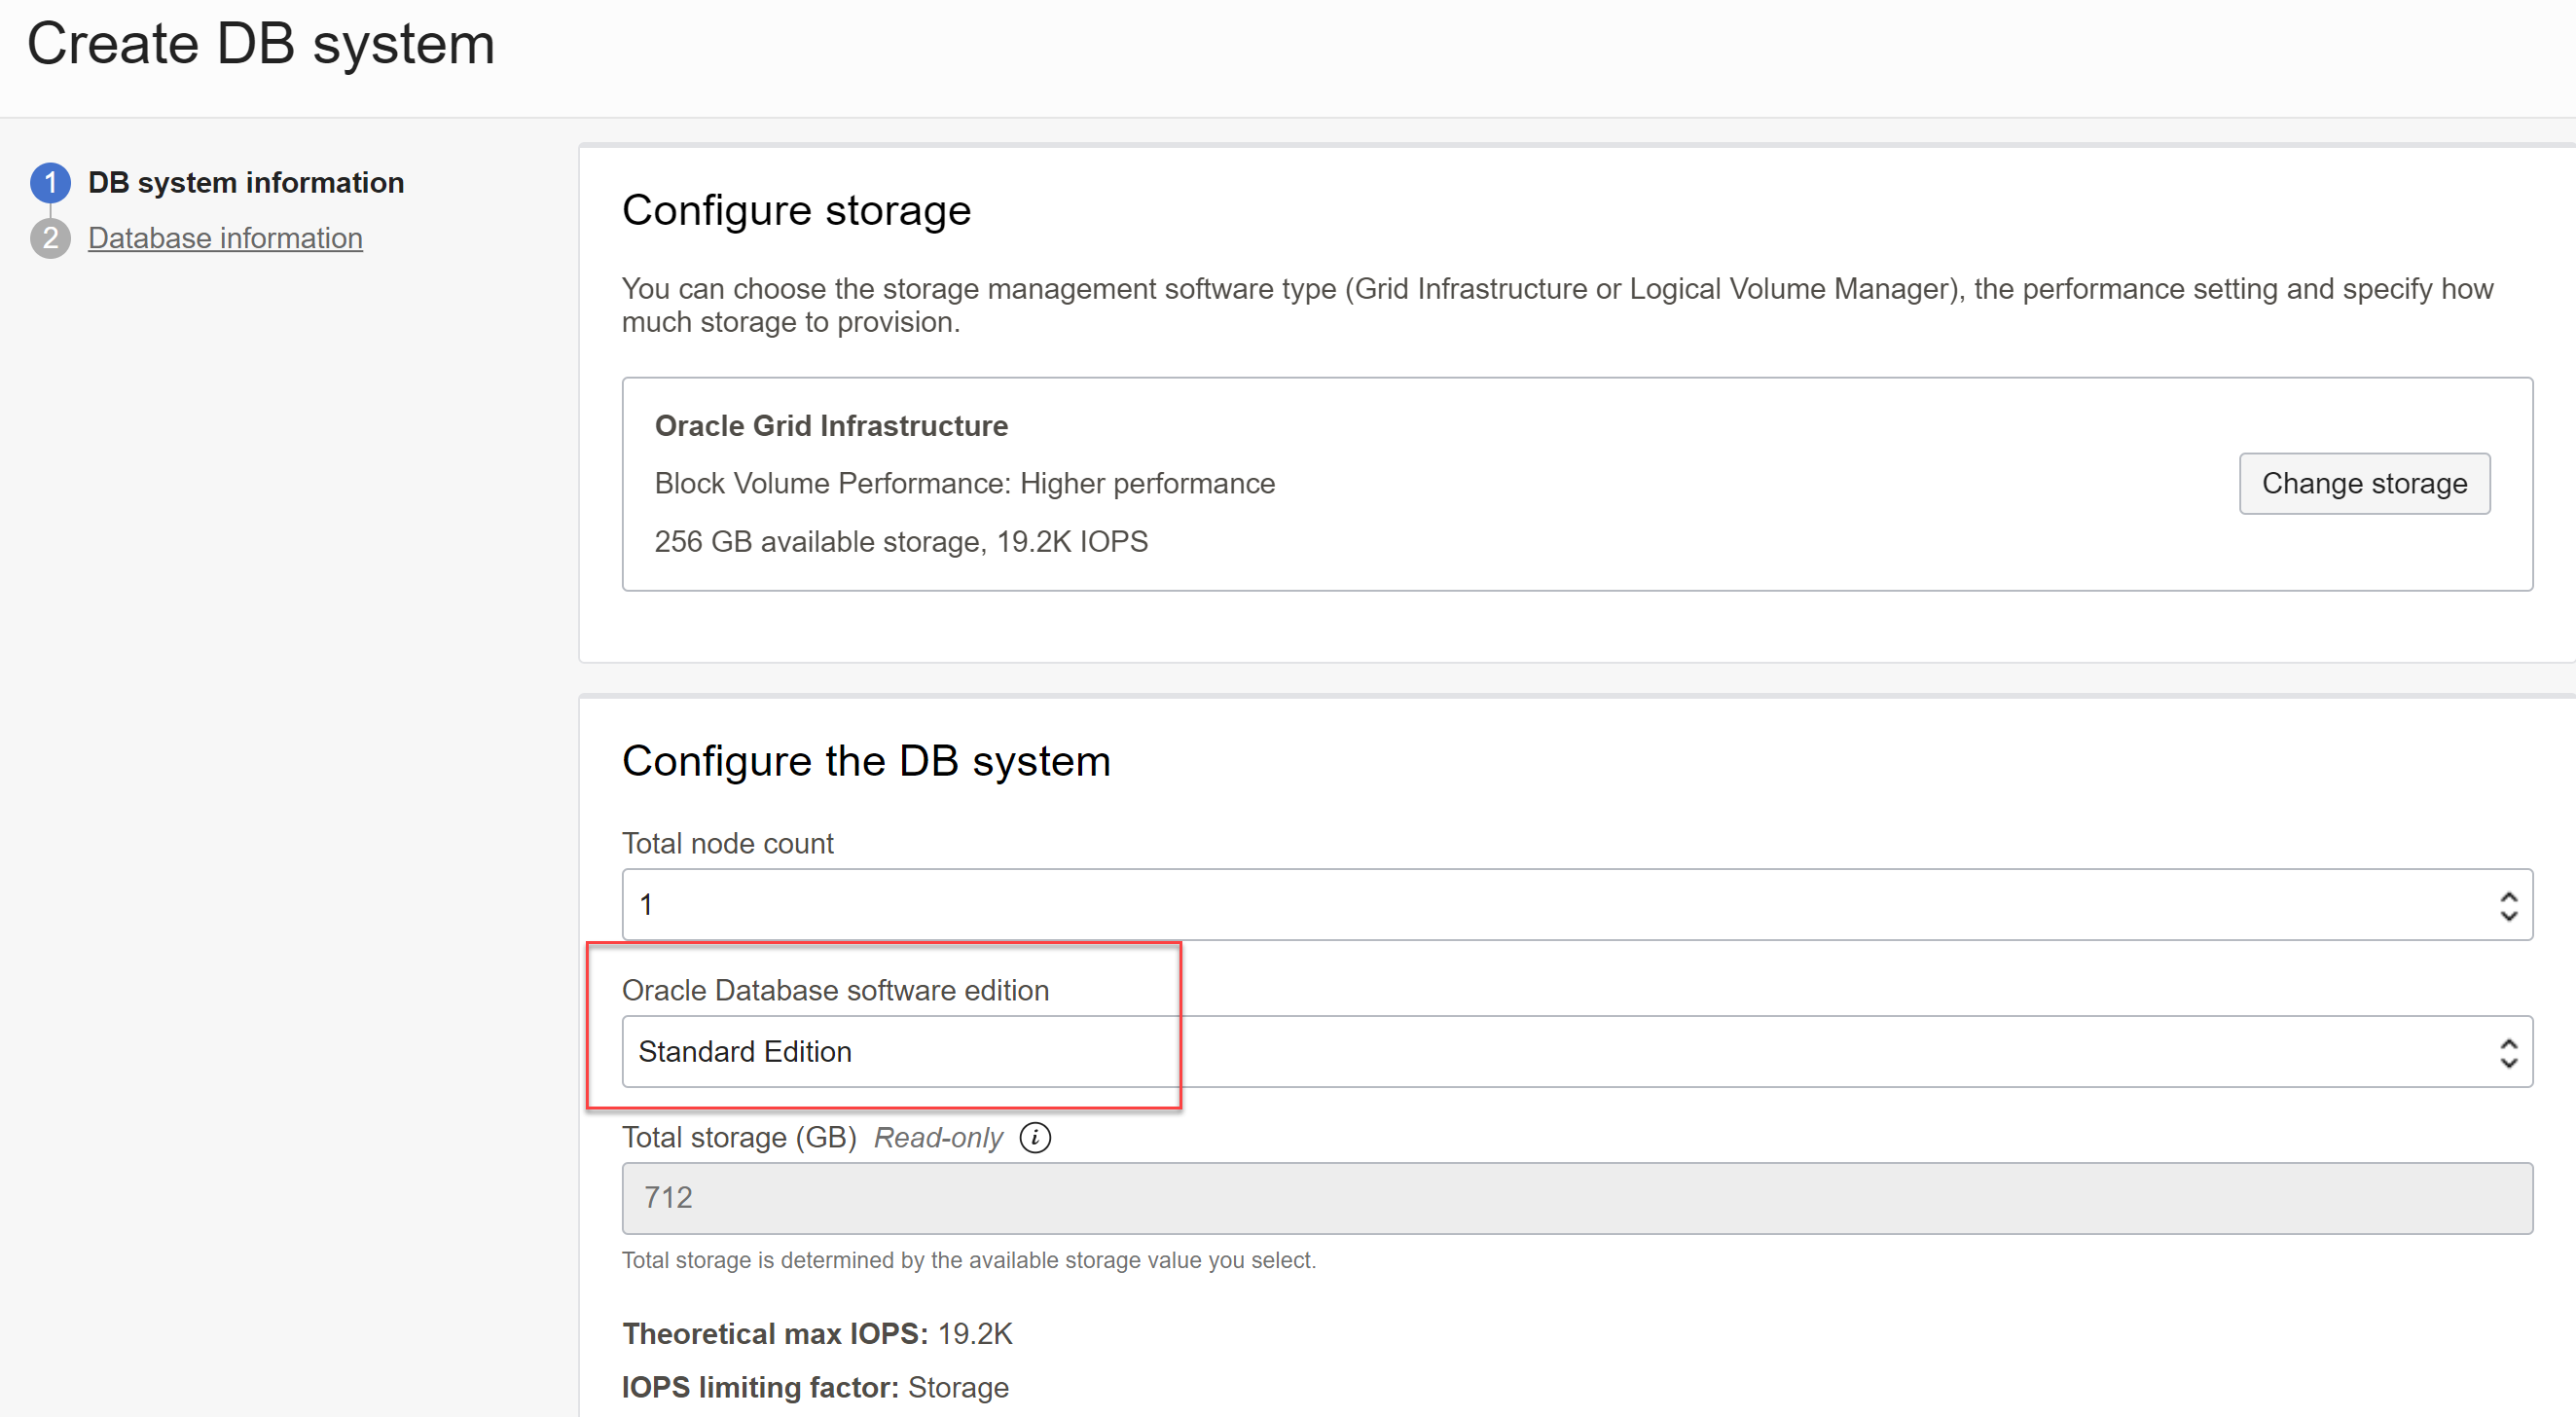 Create DB system
1 DB system information
2 Database information
Configure storage
You can choose the storage management software type (Grid Infrastructure or Logical Volume Manager), the performance setting and specify how
much storage to provision.
Oracle Grid Infrastructure
Block Volume Performance: Higher performance
256 GB available storage, 19.2K IOPS
Change storage
Configure the DB system
Total node count
1
Oracle Database software edition
Standard Edition
Total storage (GB) Read-only i
712
Total storage is determined by the available storage value you select.
Theoretical max IOPS: 19.2K
IOPS limiting factor: Storage